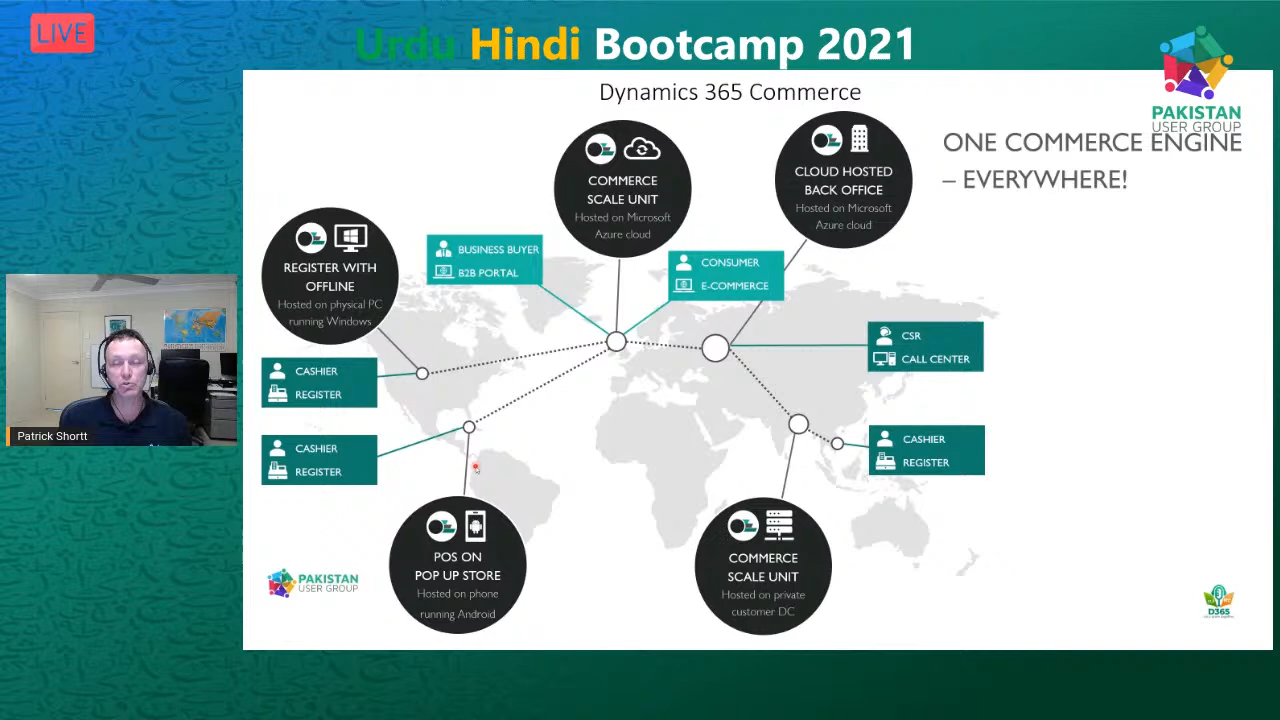 LIVE
Urdu Hindi Bootcamp 2021
PAKISTAN
USER GROUP
Dynamics 365 Commerce
ONE COMMERCE ENGINE
– EVERYWHERE!
COMMERCE
SCALE UNIT
Hosted on Microsoft
Azure cloud
CLOUD HOSTED
BACK OFFICE
Hosted on Microsoft
Azure cloud
REGISTER WITH
OFFLINE
Hosted on physical PC
running Windows
BUSINESS BUYER
B2B PORTAL
CONSUMER
E-COMMERCE
CSR
CALL CENTER
CASHIER
REGISTER
CASHIER
REGISTER
CASHIER
REGISTER
Patrick Shortt
POS ON
POP UP STORE
Hosted on phone
running Android
COMMERCE
SCALE UNIT
Hosted on private
customer DC
PAKISTAN
USER GROUP
D365